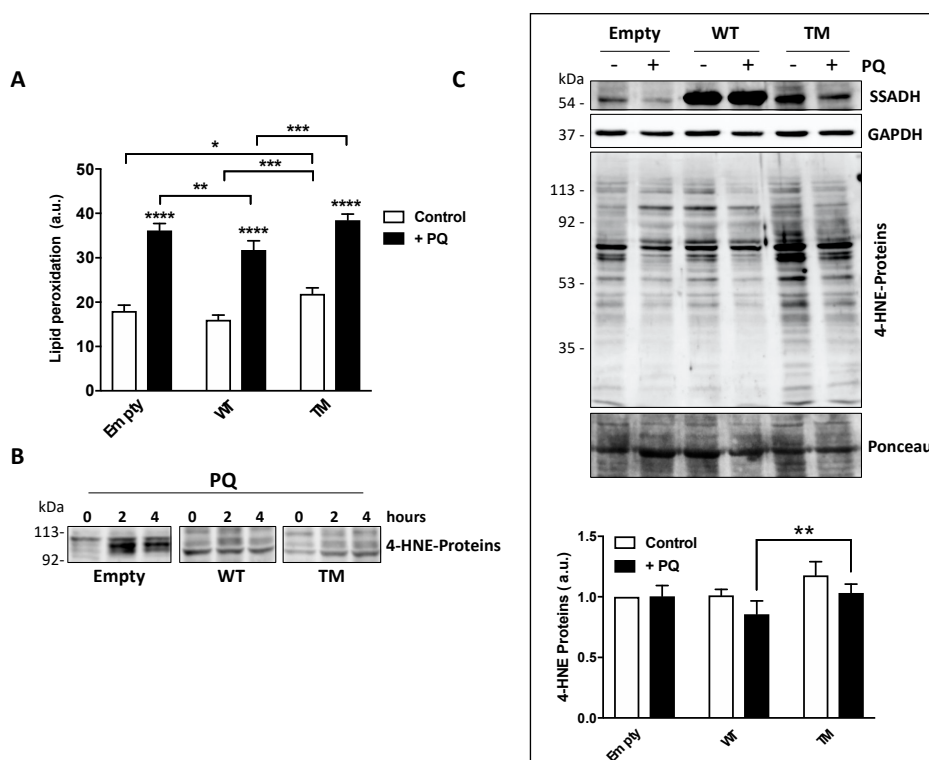 A
***
*
***
**
****
****
****
50
40
30
20
10
0
Lipid peroxidation (a.u.)
Control
+ PQ
Empty
WT
TM
B
PQ
kDa
0 2 4 0 2 4 0 2 4 hours
113-
92-
4-HNE-Proteins
Empty WT TM
C
Empty WT TM
- + - + - + PQ
kDa
54 - SSADH
37 - GAPDH
113 -
92 -
53 -
35 -
4-HNE-Proteins
Ponceau
1.5
1.0
0.5
0.0
4-HNE Proteins ( a.u.)
Control
+ PQ
**
Empty
WT
TM